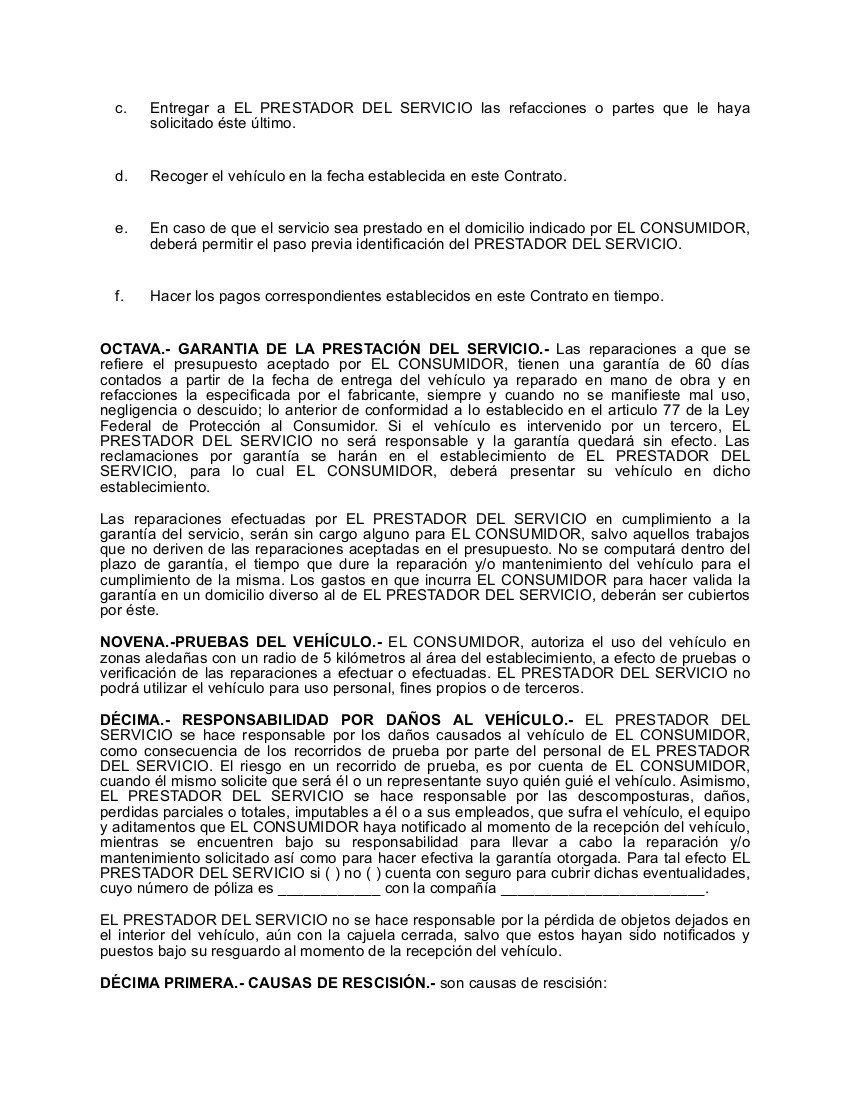 c. Entregar a EL PRESTADOR DEL SERVICIO las refacciones o partes que le haya
solicitado éste último.
d. Recoger el vehículo en la fecha establecida en este Contrato.
e. En caso de que el servicio sea prestado en el domicilio indicado por EL CONSUMIDOR,
deberá permitir el paso previa identificación del PRESTADOR DEL SERVICIO.
f. Hacer los pagos correspondientes establecidos en este Contrato en tiempo.
OCTAVA.- GARANTIA DE LA PRESTACIÓN DEL SERVICIO.- Las reparaciones a que se
refiere el presupuesto aceptado por EL CONSUMIDOR, tienen una garantía de 60 días
contados a partir de la fecha de entrega del vehículo ya reparado en mano de obra y en
refacciones la especificada por el fabricante, siempre y cuando no se manifieste mal uso,
negligencia o descuido; lo anterior de conformidad a lo establecido en el articulo 77 de la Ley
Federal de Protección al Consumidor. Si el vehículo es intervenido por un tercero, EL
PRESTADOR DEL SERVICIO no será responsable y la garantía quedará sin efecto. Las
reclamaciones por garantía se harán en el establecimiento de EL PRESTADOR DEL
SERVICIO, para lo cual EL CONSUMIDOR, deberá presentar su vehículo en dicho
establecimiento.
Las reparaciones efectuadas por EL PRESTADOR DEL SERVICIO en cumplimiento a la
garantía del servicio, serán sin cargo alguno para EL CONSUMIDOR, salvo aquellos trabajos
que no deriven de las reparaciones aceptadas en el presupuesto. No se computará dentro del
plazo de garantía, el tiempo que dure la reparación y/o mantenimiento del vehículo para el
cumplimiento de la misma. Los gastos en que incurra EL CONSUMIDOR para hacer valida la
garantía en un domicilio diverso al de EL PRESTADOR DEL SERVICIO, deberán ser cubiertos
por éste.
NOVENA.-PRUEBAS DEL VEHÍCULO.- EL CONSUMIDOR, autoriza el uso del vehículo en
zonas aledañas con un radio de 5 kilómetros al área del establecimiento, a efecto de pruebas o
verificación de las reparaciones a efectuar o efectuadas. EL PRESTADOR DEL SERVICIO no
podrá utilizar el vehículo para uso personal, fines propios o de terceros.
DÉCIMA.- RESPONSABILIDAD POR DAÑOS AL VEHÍCULO.- EL PRESTADOR DEL
SERVICIO se hace responsable por los daños causados al vehículo de EL CONSUMIDOR,
como consecuencia de los recorridos de prueba por parte del personal de EL PRESTADOR
DEL SERVICIO. El riesgo en un recorrido de prueba, es por cuenta de EL CONSUMIDOR,
cuando él mismo solicite que será él o un representante suyo quién guié el vehículo. Asimismo,
EL PRESTADOR DEL SERVICIO se hace responsable por las descomposturas, daños,
perdidas parciales o totales, imputables a él o a sus empleados, que sufra el vehículo, el equipo
y aditamentos que EL CONSUMIDOR haya notificado al momento de la recepción del vehículo,
mientras se encuentren bajo su responsabilidad para llevar a cabo la reparación y/o
mantenimiento solicitado así como para hacer efectiva la garantía otorgada. Para tal efecto EL
PRESTADOR DEL SERVICIO si ( ) no ( ) cuenta con seguro para cubrir dichas eventualidades,
cuyo número de póliza es ____________ con la compañía ________________________.
EL PRESTADOR DEL SERVICIO no se hace responsable por la pérdida de objetos dejados en
el interior del vehículo, aún con la cajuela cerrada, salvo que estos hayan sido notificados y
puestos bajo su resguardo al momento de la recepción del vehículo.
DÉCIMA PRIMERA.- CAUSAS DE RESCISIÓN.- son causas de rescisión: